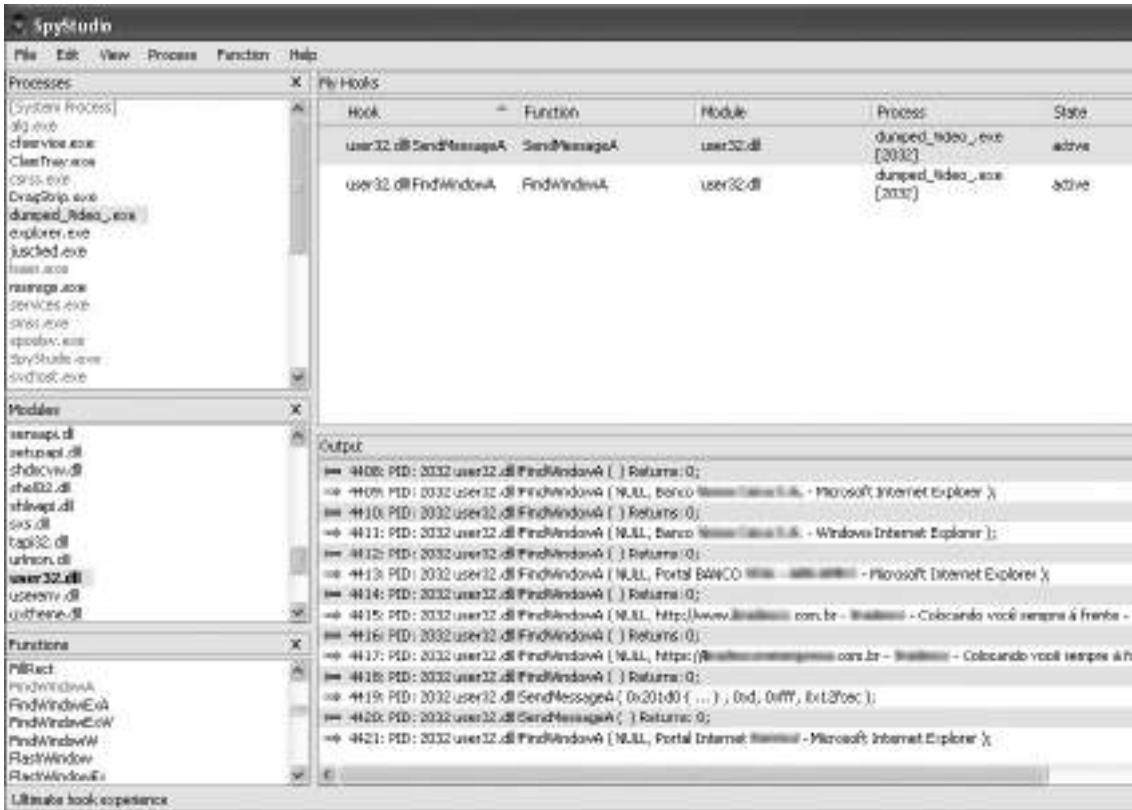 SpyStudio
File Edit View Process Function Help
Processes X
[System Process]
alg.exe
cfservice.exe
ClamTray.exe
csrss.exe
DragStrip.exe
dumped_%deo_.exe
explorer.exe
jusched.exe
lsass.exe
msmsgs.exe
services.exe
smss.exe
spoolsv.exe
SpyStudio.exe
svchost.exe
Modules X
sensapi.dll
setupapi.dll
shdocvw.dll
shell32.dll
shlwapi.dll
sxs.dll
tapi32.dll
urlmon.dll
user32.dll
userenv.dll
uxtheme.dll
Functions X
FillRect
FindWindowA
FindWindowExA
FindWindowExW
FindWindowW
FlashWindow
FlashWindowEx
My Hooks
Hook Function Module Process State
user32.dll SendMessageA SendMessageA user32.dll [2032] active
user32.dll FindWindowA FindWindowA user32.dll [2032] active
Output
4408: PID: 2032 user32.dll FindWindowA ( ) Returns: 0;
4409: PID: 2032 user32.dll FindWindowA ( NULL, Banco - Microsoft Internet Explorer );
4410: PID: 2032 user32.dll FindWindowA ( ) Returns: 0;
4411: PID: 2032 user32.dll FindWindowA ( NULL, Banco - Windows Internet Explorer );
4412: PID: 2032 user32.dll FindWindowA ( ) Returns: 0;
4413: PID: 2032 user32.dll FindWindowA ( NULL, Portal BANCO - Microsoft Internet Explorer );
4414: PID: 2032 user32.dll FindWindowA ( ) Returns: 0;
4415: PID: 2032 user32.dll FindWindowA ( NULL, http://www. com.br - - Colocando você sempre à frente -
4416: PID: 2032 user32.dll FindWindowA ( ) Returns: 0;
4417: PID: 2032 user32.dll FindWindowA ( NULL, https:// com.br - - Colocando você sempre à
4418: PID: 2032 user32.dll FindWindowA ( ) Returns: 0;
4419: PID: 2032 user32.dll SendMessageA ( 0x201d0 { ... } , 0xd, 0xfff, 0x12fcec );
4420: PID: 2032 user32.dll SendMessageA ( ) Returns: 0;
4421: PID: 2032 user32.dll FindWindowA ( NULL, Portal Internet - Microsoft Internet Explorer );
Ultimate hook experience